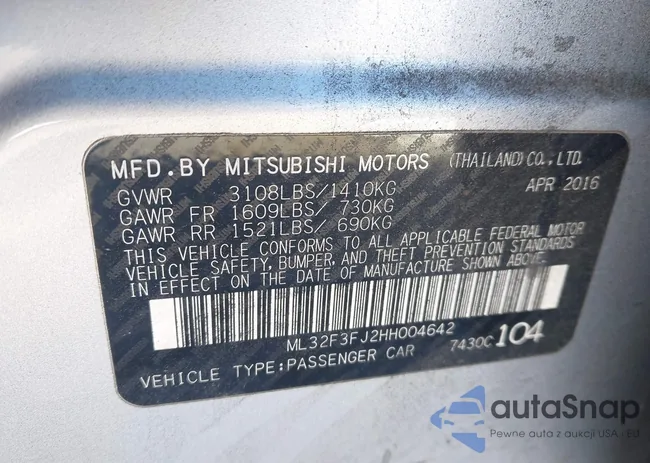 MFD. BY MITSUBISHI MOTORS (THAILAND) CO., LTD.
GVWR 3108LBS/1410KG APR 2016
GAWR FR 1609LBS/ 730KG
GAWR RR 1521LBS/ 690KG
THIS VEHICLE CONFORMS TO ALL APPLICABLE FEDERAL MOTOR
VEHICLE SAFETY, BUMPER, AND THEFT PREVENTION STANDARDS
IN EFFECT ON THE DATE OF MANUFACTURE SHOWN ABOVE.
ML32F3FJ2HH004642
VEHICLE TYPE:PASSENGER CAR 7430C 104
autaSnap
Pewne auta z aukcji USA - EU